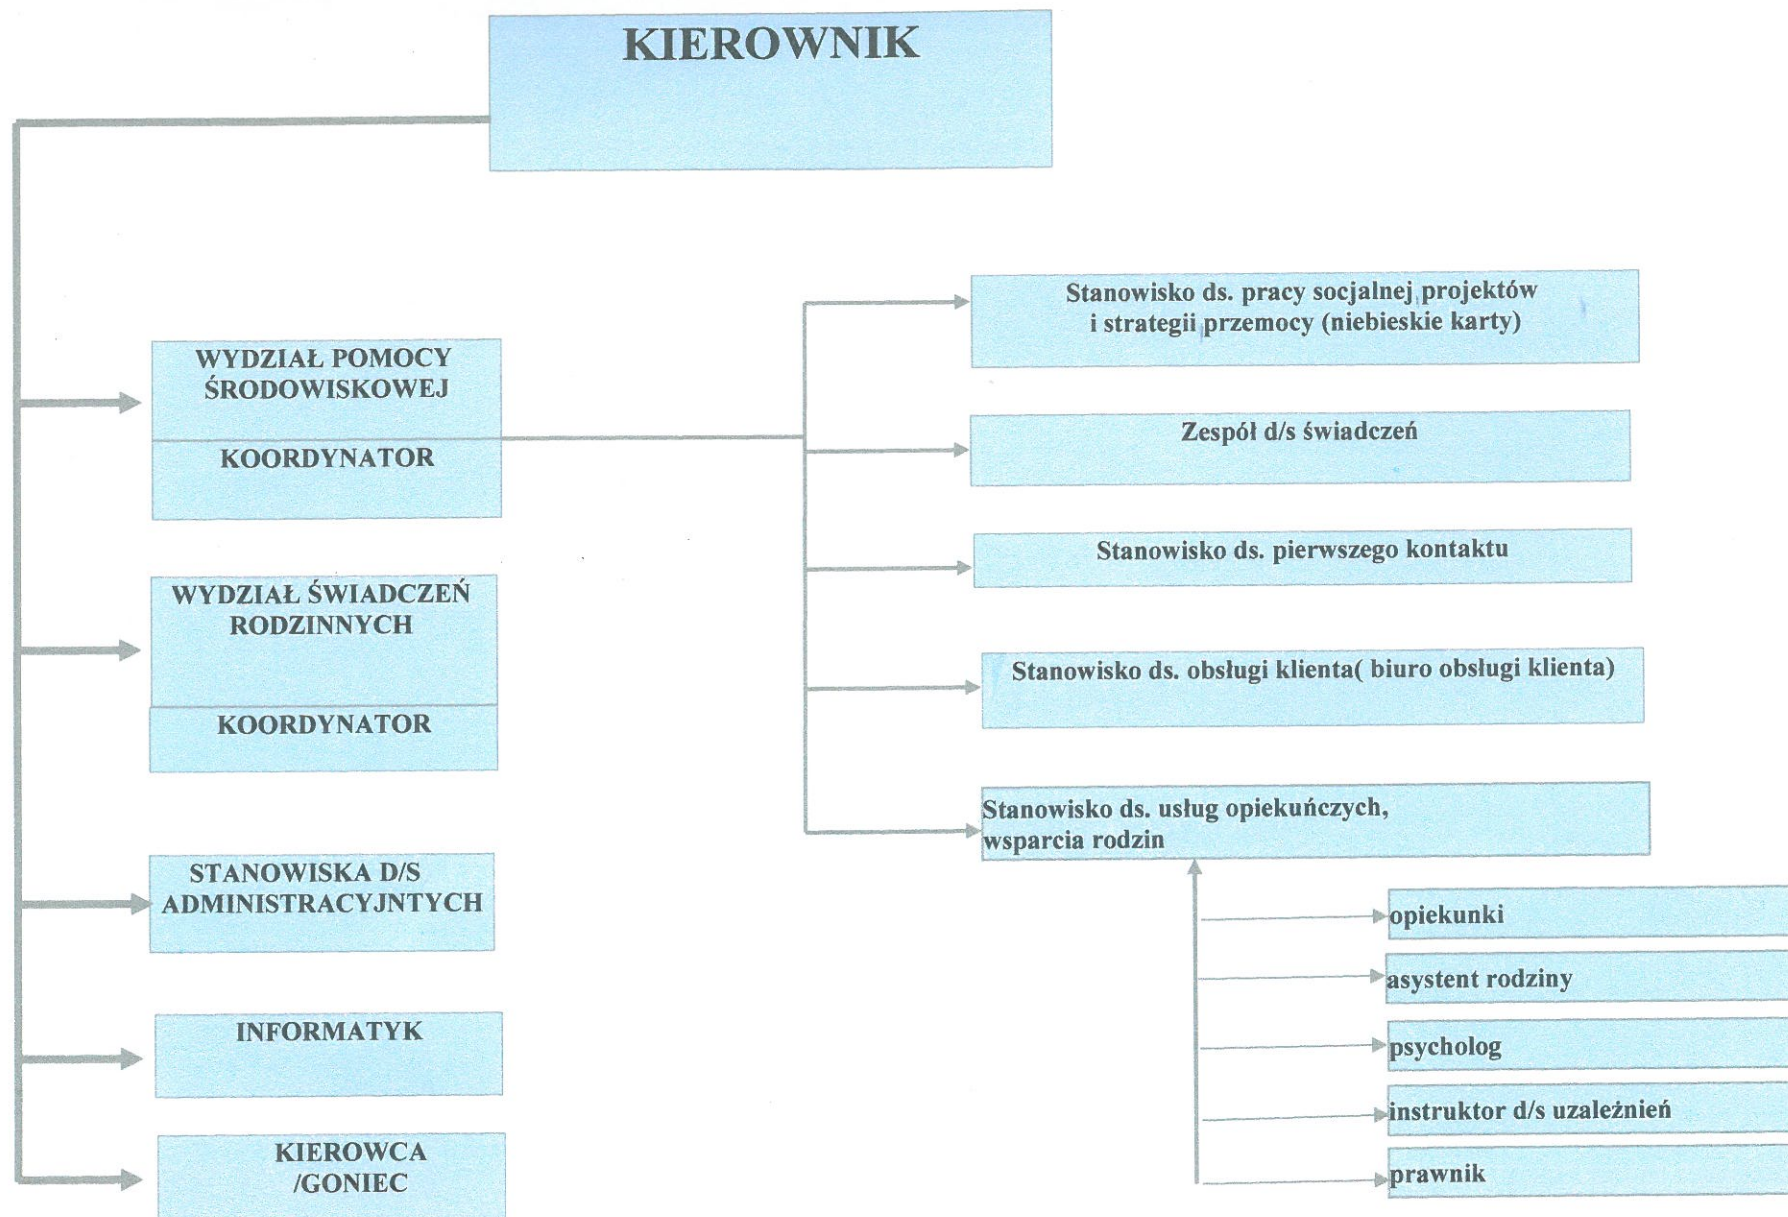 KIEROWNIK
WYDZIAŁ POMOCY
ŚRODOWISKOWEJ
KOORDYNATOR
WYDZIAŁ ŚWIADCZEŃ
RODZINNYCH
KOORDYNATOR
STANOWISKA D/S
ADMINISTRACYJNTYCH
INFORMATYK
KIEROWCA
/GONIEC
Stanowisko ds. pracy socjalnej projektów
i strategii przemocy (niebieskie karty)
Zespół d/s świadczeń
Stanowisko ds. pierwszego kontaktu
Stanowisko ds. obsługi klienta( biuro obsługi klienta)
Stanowisko ds. usług opiekuńczych,
wsparcia rodzin
opiekunki
asystent rodziny
psycholog
instruktor d/s uzależnień
prawnik